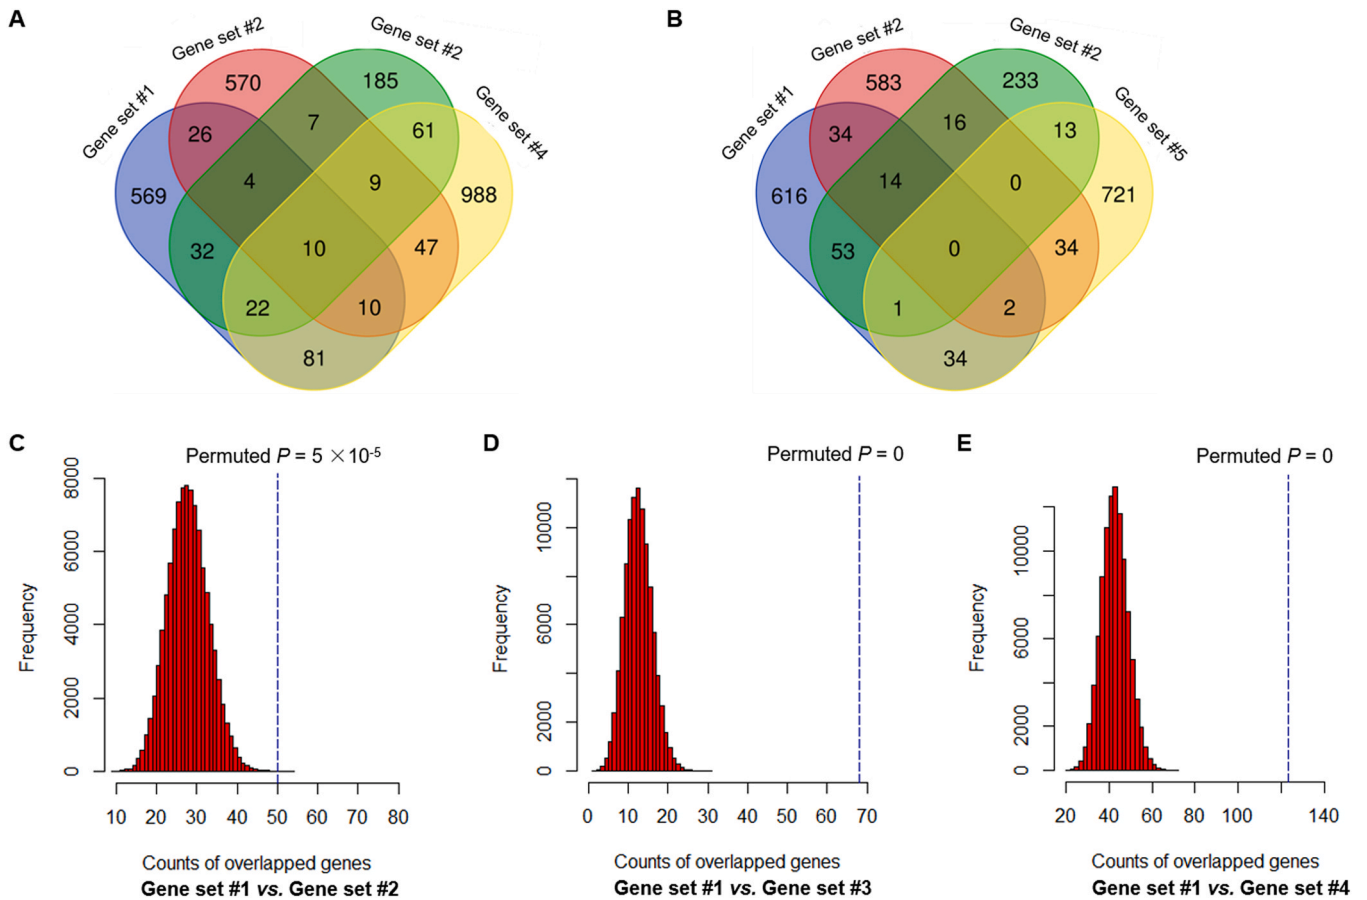 A
Gene set #1
Gene set #2
Gene set #2
Gene set #4
570
185
26
7
61
569
4
9
988
32
10
47
22
10
81
B
Gene set #1
Gene set #2
Gene set #2
Gene set #5
583
233
34
16
13
616
14
0
721
53
0
34
1
2
34
C
Permuted P = 5 ×10-5
Frequency
0
2000
4000
6000
8000
10 20 30 40 50 60 70 80
Counts of overlapped genes
Gene set #1 vs. Gene set #2
D
Permuted P = 0
Frequency
0
2000
6000
10000
0 10 20 30 40 50 60 70
Counts of overlapped genes
Gene set #1 vs. Gene set #3
E
Permuted P = 0
Frequency
0
2000
6000
10000
20 40 60 80 100 140
Counts of overlapped genes
Gene set #1 vs. Gene set #4